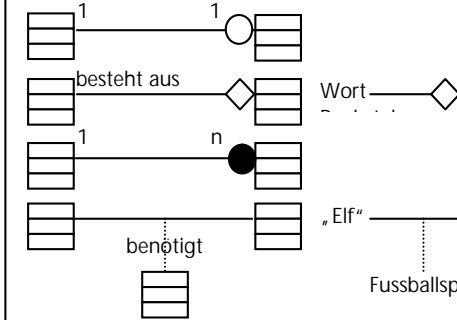 1 1
besteht aus
Wort
1 n
„Elf“
benötigt
Fussballsp